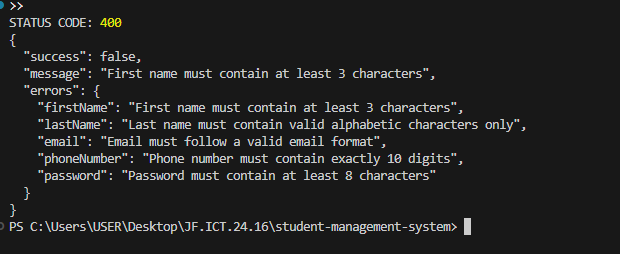 >>
STATUS CODE: 400
{
  "success": false,
  "message": "First name must contain at least 3 characters",
  "errors": {
    "firstName": "First name must contain at least 3 characters",
    "lastName": "Last name must contain valid alphabetic characters only",
    "email": "Email must follow a valid email format",
    "phoneNumber": "Phone number must contain exactly 10 digits",
    "password": "Password must contain at least 8 characters"
  }
}
PS C:\Users\USER\Desktop\JF.ICT.24.16\student-management-system>